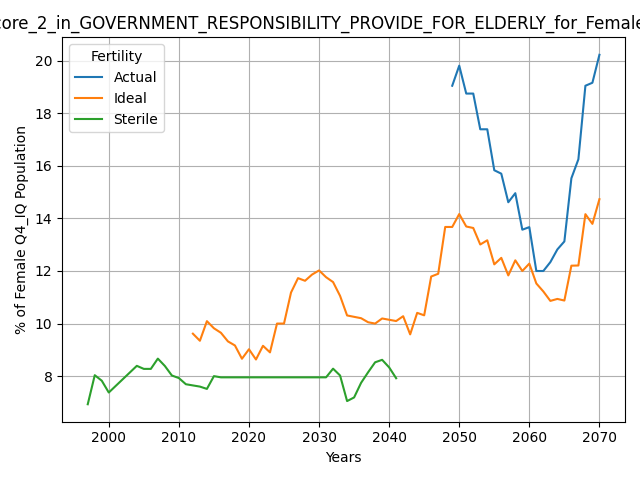 core_2_in_GOVERNMENT_RESPONSIBILITY_PROVIDE_FOR_ELDERLY_for_Female
Fertility
Actual
Ideal
Sterile
% of Female Q4_IQ Population
20
18
16
14
12
10
8
2000 2010 2020 2030 2040 2050 2060 2070
Years